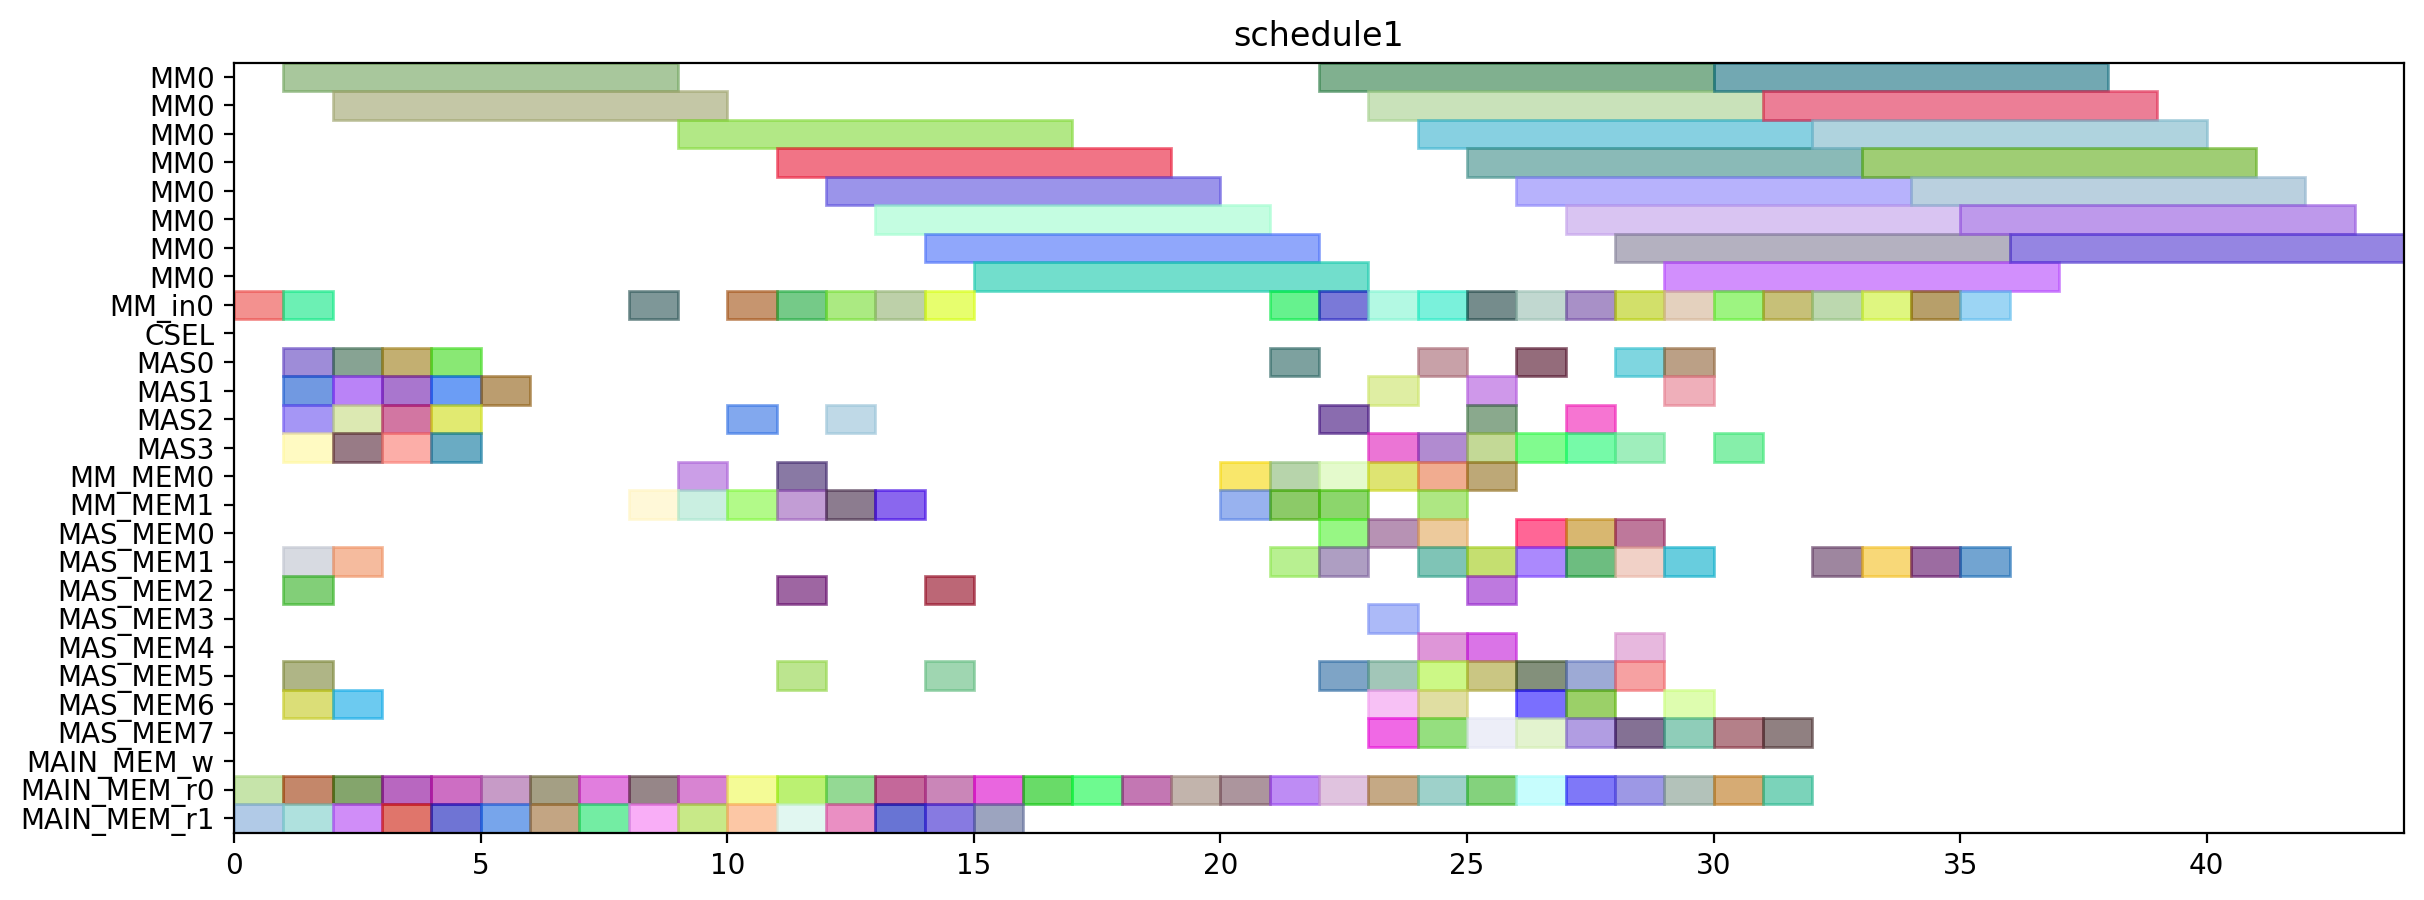 schedule1
MM0
MM0
MM0
MM0
MM0
MM0
MM0
MM0
MM_in0
CSEL
MAS0
MAS1
MAS2
MAS3
MM_MEM0
MM_MEM1
MAS_MEM0
MAS_MEM1
MAS_MEM2
MAS_MEM3
MAS_MEM4
MAS_MEM5
MAS_MEM6
MAS_MEM7
MAIN_MEM_w
MAIN_MEM_r0
MAIN_MEM_r1
0 5 10 15 20 25 30 35 40